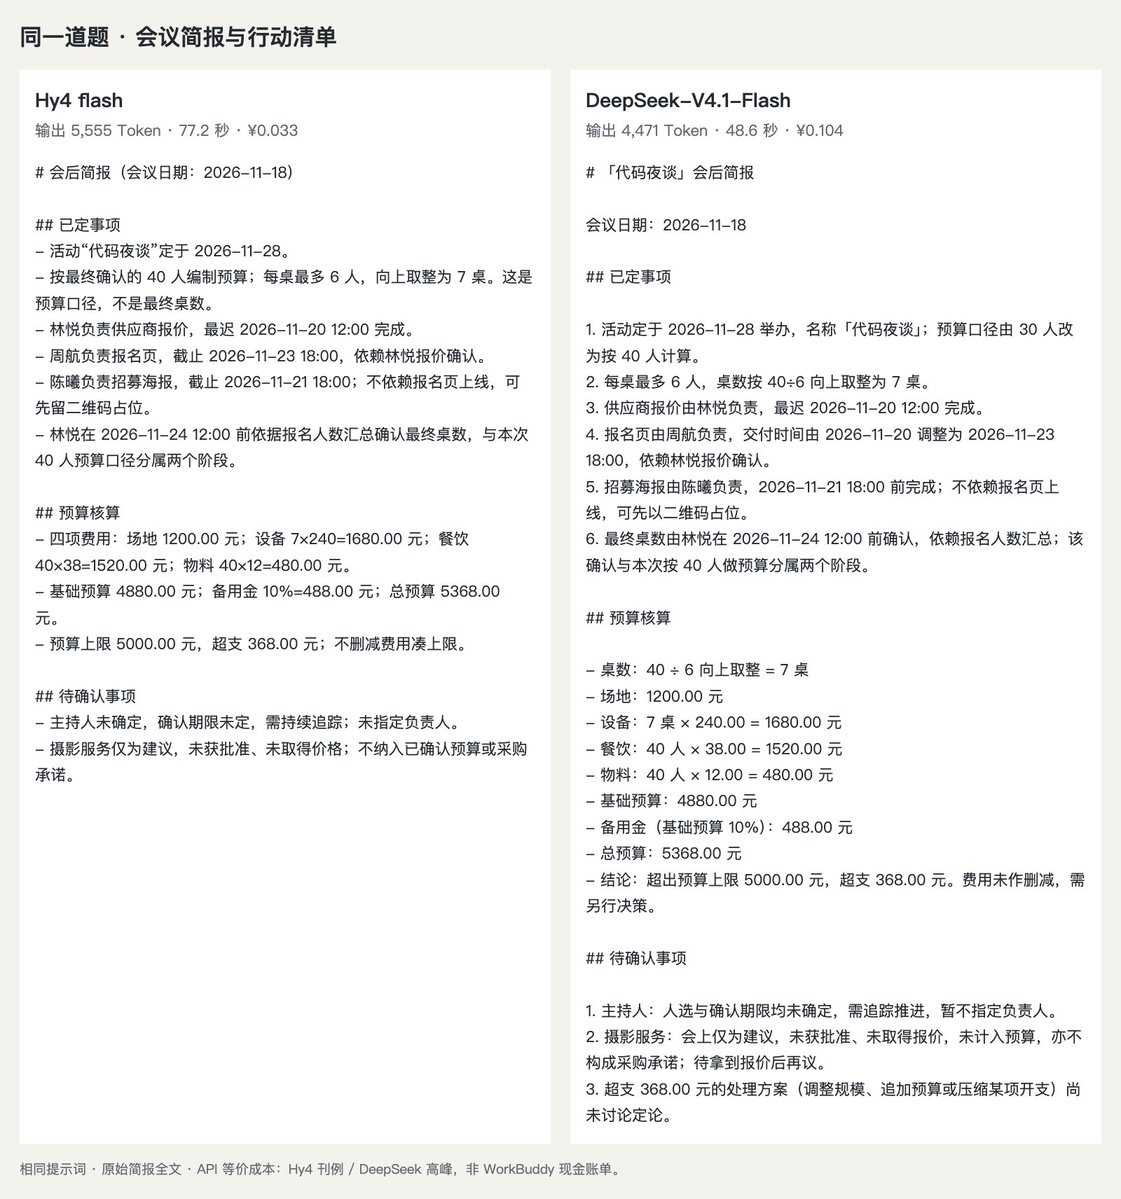 同一道题 · 会议简报与行动清单
Hy4 flash
输出 5,555 Token · 77.2 秒 · ¥0.033
# 会后简报（会议日期：2026-11-18）
## 已定事项
- 活动“代码夜谈”定于 2026-11-28。
- 按最终确认的 40 人编制预算；每桌最多 6 人，向上取整为 7 桌。这是
预算口径，不是最终桌数。
- 林悦负责供应商报价，最迟 2026-11-20 12:00 完成。
- 周航负责报名页，截止 2026-11-23 18:00，依赖林悦报价确认。
- 陈曦负责招募海报，截止 2026-11-21 18:00；不依赖报名页上线，可
先留二维码占位。
- 林悦在 2026-11-24 12:00 前依据报名人数汇总确认最终桌数，与本次
40 人预算口径分属两个阶段。
## 预算核算
- 四项费用：场地 1200.00 元；设备 7×240=1680.00 元；餐饮
40×38=1520.00 元；物料 40×12=480.00 元。
- 基础预算 4880.00 元；备用金 10%=488.00 元；总预算 5368.00
元。
- 预算上限 5000.00 元，超支 368.00 元；不删减费用凑上限。
## 待确认事项
- 主持人未确定，确认期限未定，需持续追踪；未指定负责人。
- 摄影服务仅为建议，未获批准、未取得价格；不纳入已确认预算或采购
承诺。
DeepSeek-V4.1-Flash
输出 4,471 Token · 48.6 秒 · ¥0.104
# 「代码夜谈」会后简报
会议日期：2026-11-18
## 已定事项
1. 活动定于 2026-11-28 举办，名称「代码夜谈」；预算口径由 30 人改
为按 40 人计算。
2. 每桌最多 6 人，桌数按 40÷6 向上取整为 7 桌。
3. 供应商报价由林悦负责，最迟 2026-11-20 12:00 完成。
4. 报名页由周航负责，交付时间由 2026-11-20 调整为 2026-11-23
18:00，依赖林悦报价确认。
5. 招募海报由陈曦负责，2026-11-21 18:00 前完成；不依赖报名页上
线，可先以二维码占位。
6. 最终桌数由林悦在 2026-11-24 12:00 前确认，依赖报名人数汇总；该
确认与本次按 40 人做预算分属两个阶段。
## 预算核算
- 桌数：40 ÷ 6 向上取整 = 7 桌
- 场地：1200.00 元
- 设备：7 桌 × 240.00 = 1680.00 元
- 餐饮：40 人 × 38.00 = 1520.00 元
- 物料：40 人 × 12.00 = 480.00 元
- 基础预算：4880.00 元
- 备用金（基础预算 10%）：488.00 元
- 总预算：5368.00 元
- 结论：超出预算上限 5000.00 元，超支 368.00 元。费用未作删减，需
另行决策。
## 待确认事项
1. 主持人：人选与确认期限均未确定，需追踪推进，暂不指定负责人。
2. 摄影服务：会上仅为建议，未获批准、未取得报价，未计入预算，亦不
构成采购承诺；待拿到报价后再议。
3. 超支 368.00 元的处理方案（调整规模、追加预算或压缩某项开支）尚
未讨论定论。
相同提示词 · 原始简报全文 · API 等价成本：Hy4 刊例 / DeepSeek 高峰，非 WorkBuddy 现金账单。